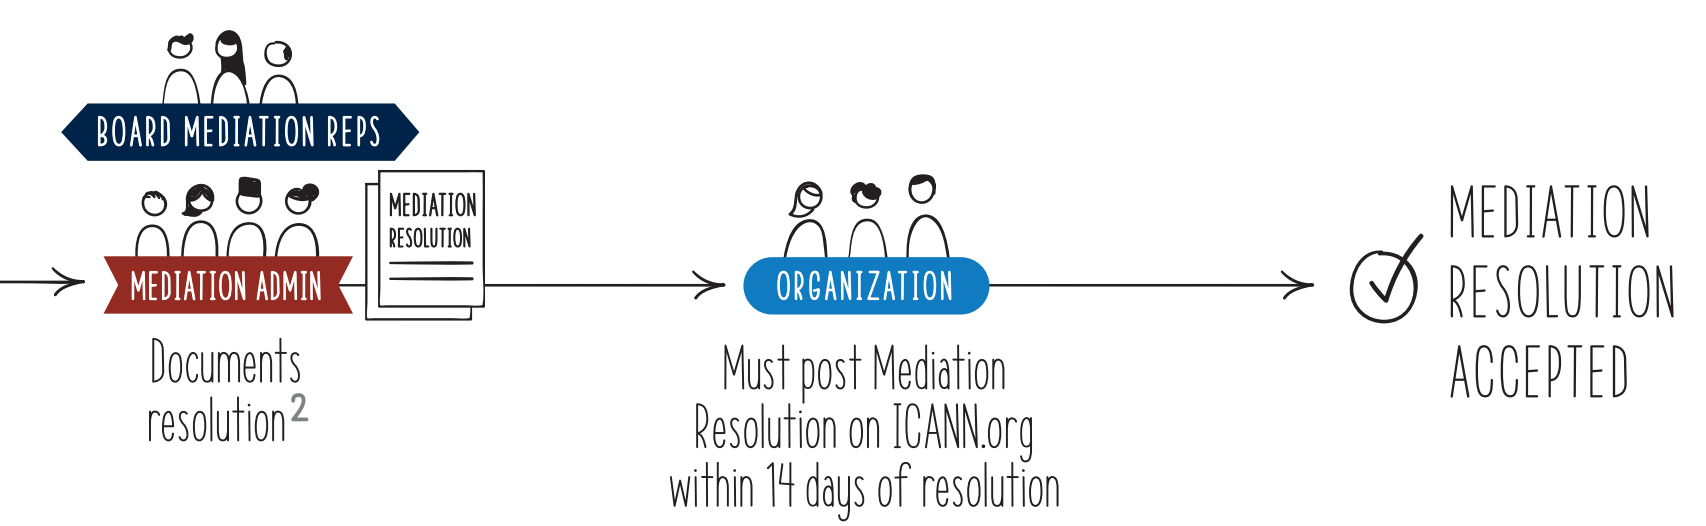 BOARD MEDIATION REPS
MEDIATION ADMIN
Documents
resolution²
MEDIATION
RESOLUTION
ORGANIZATION
Must post Mediation
Resolution on ICANN.org
within 14 days of resolution
MEDIATION
RESOLUTION
ACCEPTED